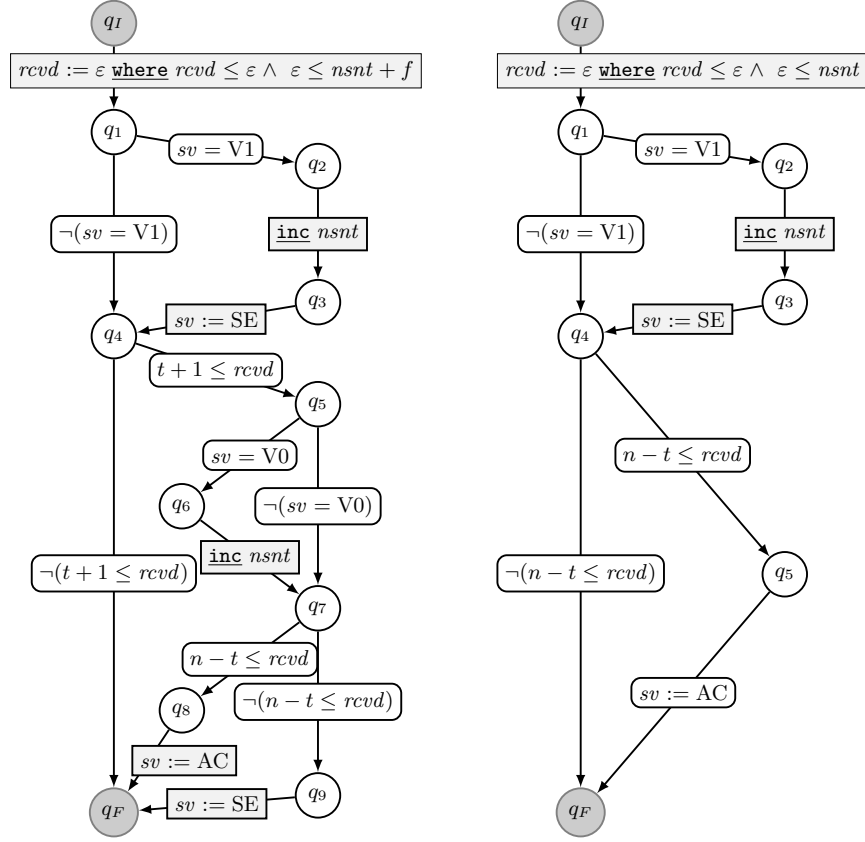 q_I
rcvd := ε where rcvd ≤ ε ∧ ε ≤ nsnt + f
q_1
sv = V1
q_2
¬(sv = V1)
inc nsnt
q_3
sv := SE
q_4
t + 1 ≤ rcvd
q_5
sv = V0
q_6
¬(sv = V0)
inc nsnt
¬(t + 1 ≤ rcvd)
q_7
n − t ≤ rcvd
¬(n − t ≤ rcvd)
q_8
sv := AC
q_9
sv := SE
q_F
q_I
rcvd := ε where rcvd ≤ ε ∧ ε ≤ nsnt
q_1
sv = V1
q_2
¬(sv = V1)
inc nsnt
q_3
sv := SE
q_4
n − t ≤ rcvd
¬(n − t ≤ rcvd)
q_5
sv := AC
q_F